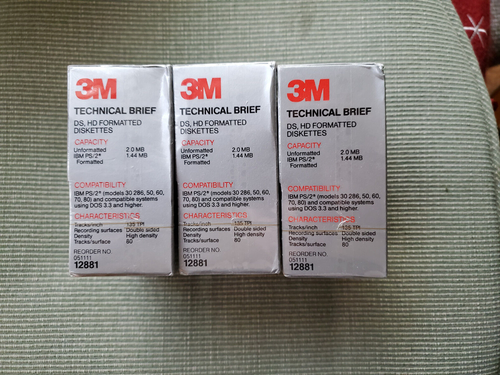 3M
TECHNICAL BRIEF
DS, HD FORMATTED
DISKETTES
CAPACITY
Unformatted 2.0 MB
IBM PS/2* 1.44 MB
Formatted
COMPATIBILITY
IBM PS/2* (models 30 286, 50, 60,
70, 80) and compatible systems
using DOS 3.3 and higher.
CHARACTERISTICS
Tracks/inch 135 TPI
Recording surfaces Double sided
Density High density
Tracks/surface 80
REORDER NO.
051111
12881
3M
TECHNICAL BRIEF
DS, HD FORMATTED
DISKETTES
CAPACITY
Unformatted 2.0 MB
IBM PS/2* 1.44 MB
Formatted
COMPATIBILITY
IBM PS/2* (models 30 286, 50, 60,
70, 80) and compatible systems
using DOS 3.3 and higher.
CHARACTERISTICS
Tracks/inch 135 TPI
Recording surfaces Double sided
Density High density
Tracks/surface 80
REORDER NO.
051111
12881
3M
TECHNICAL BRIEF
DS, HD FORMATTED
DISKETTES
CAPACITY
Unformatted 2.0 MB
IBM PS/2* 1.44 MB
Formatted
COMPATIBILITY
IBM PS/2* (models 30 286, 50, 60,
70, 80) and compatible systems
using DOS 3.3 and higher.
CHARACTERISTICS
Tracks/inch 135 TPI
Recording surfaces Double sided
Density High density
Tracks/surface 80
REORDER NO.
051111
12881